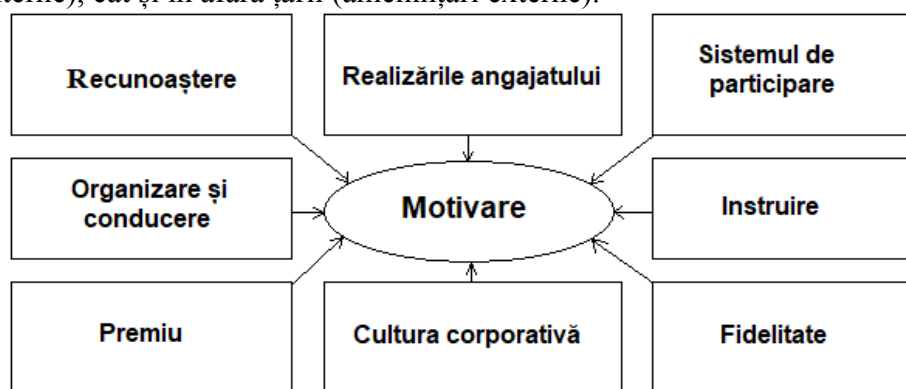 cât și în afara țării (amenințări externe).
Recunoaștere
Realizările angajatului
Sistemul de
participare
Organizare și
conducere
Motivare
Instruire
Premiu
Cultura corporativă
Fidelitate